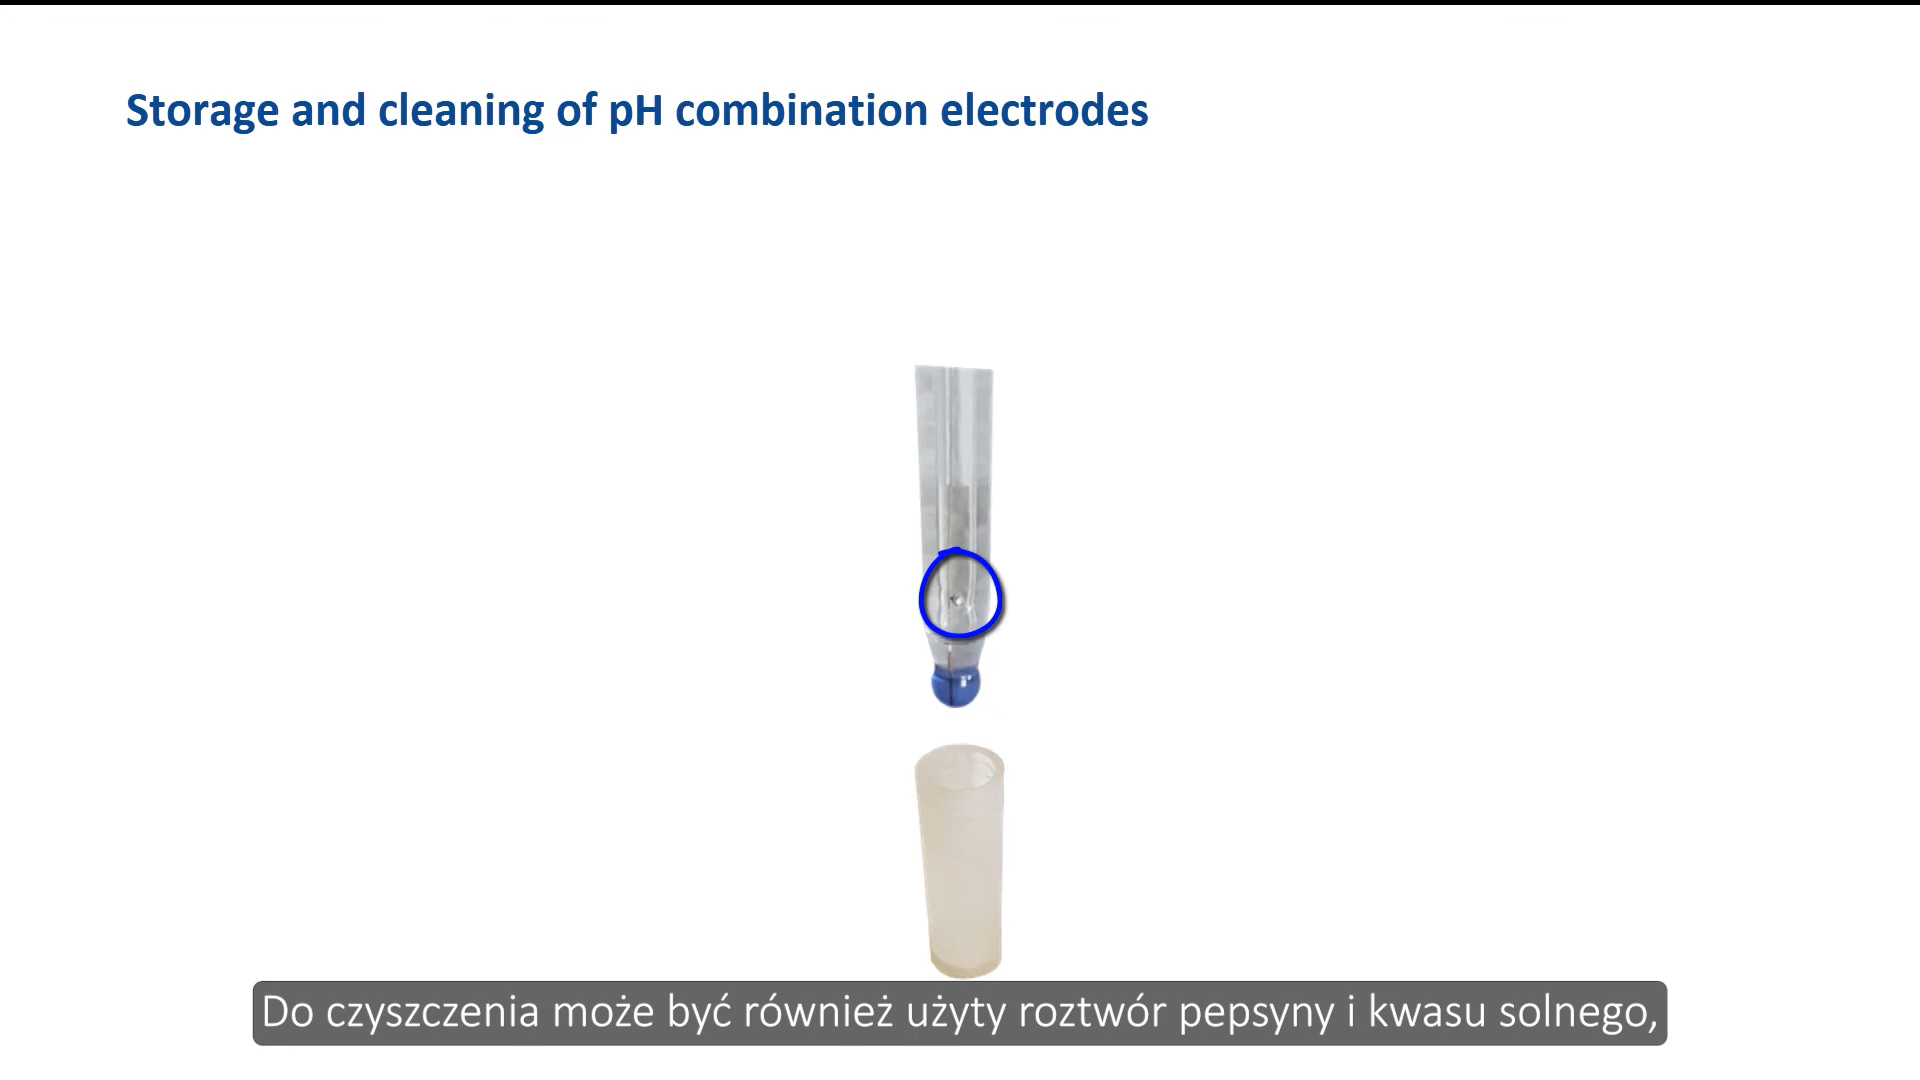 Storage and cleaning of pH combination electrodes
Do czyszczenia może być również użyty roztwór pepsyny i kwasu solnego,